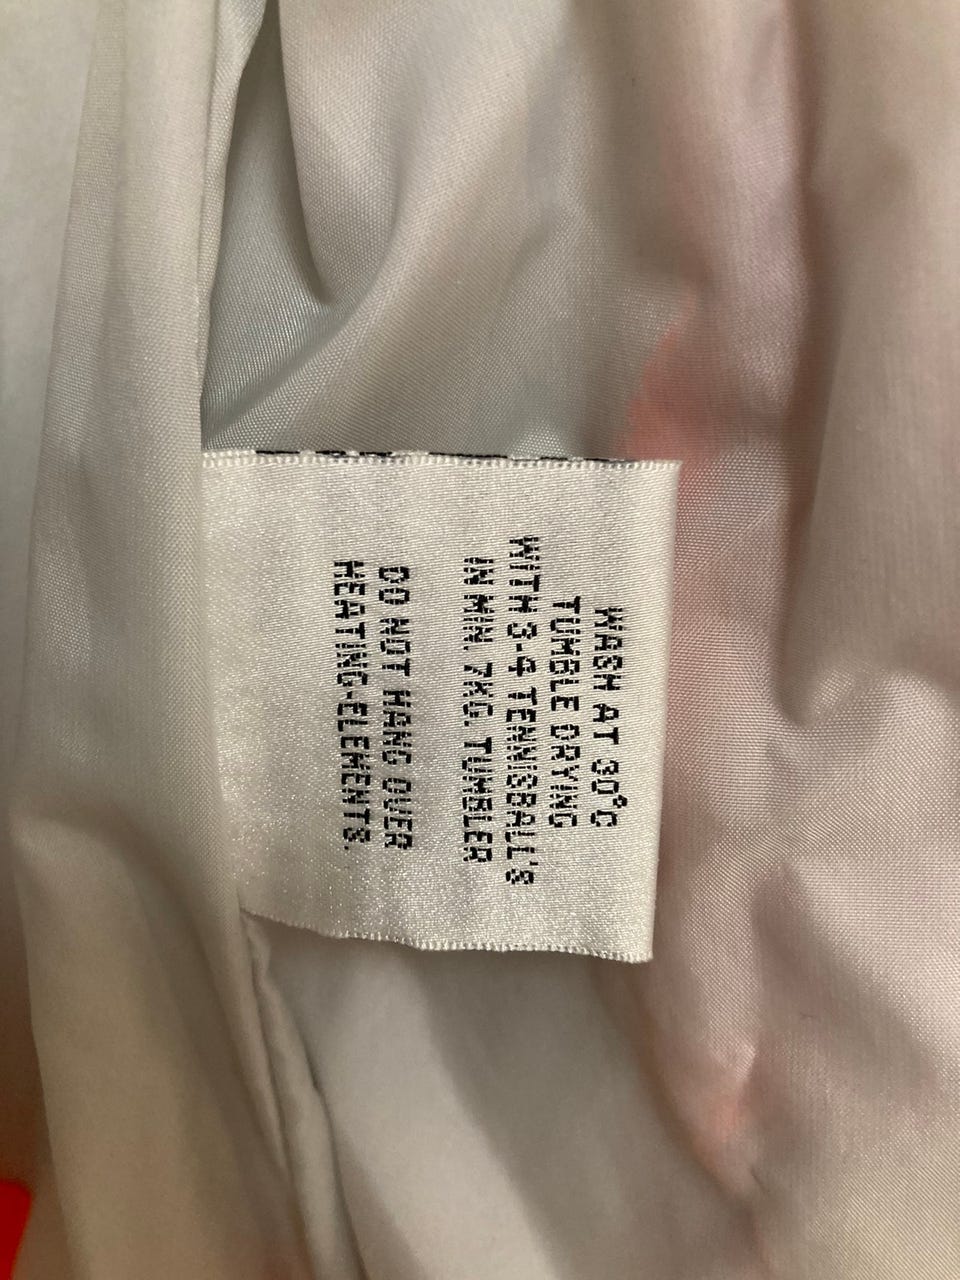 WASH AT 30°C
TUMBLE DRYING
WITH 3-4 TENNISBALL'S
IN MIN. 7KG. TUMBLER
DO NOT HANG OVER
HEATING-ELEMENTS.